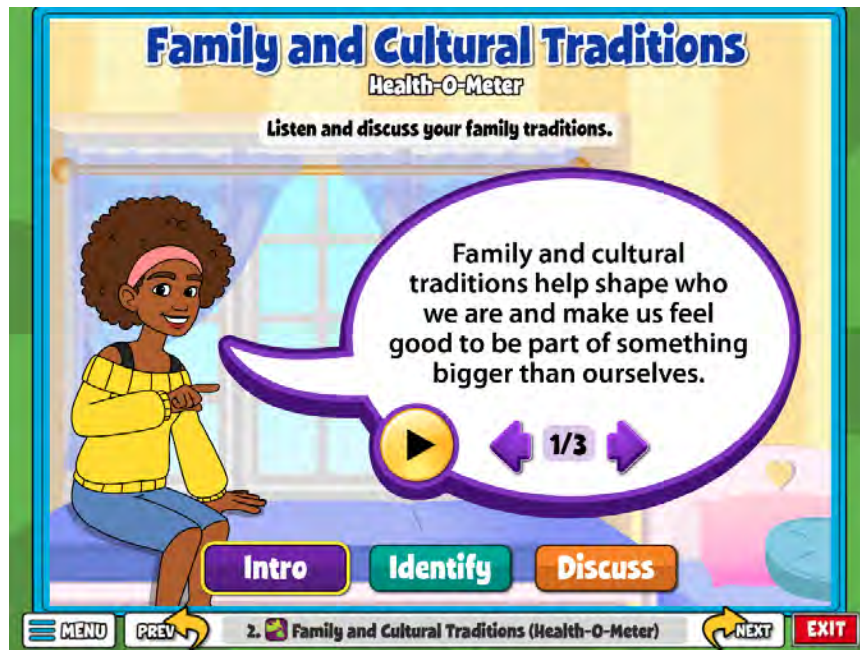 Family and Cultural Traditions
Health-O-Meter
Listen and discuss your family traditions.
Family and cultural
traditions help shape who
we are and make us feel
good to be part of something
bigger than ourselves.
1/3
Intro Identify Discuss
MENU PREV 2. Family and Cultural Traditions (Health-O-Meter) NEXT EXIT